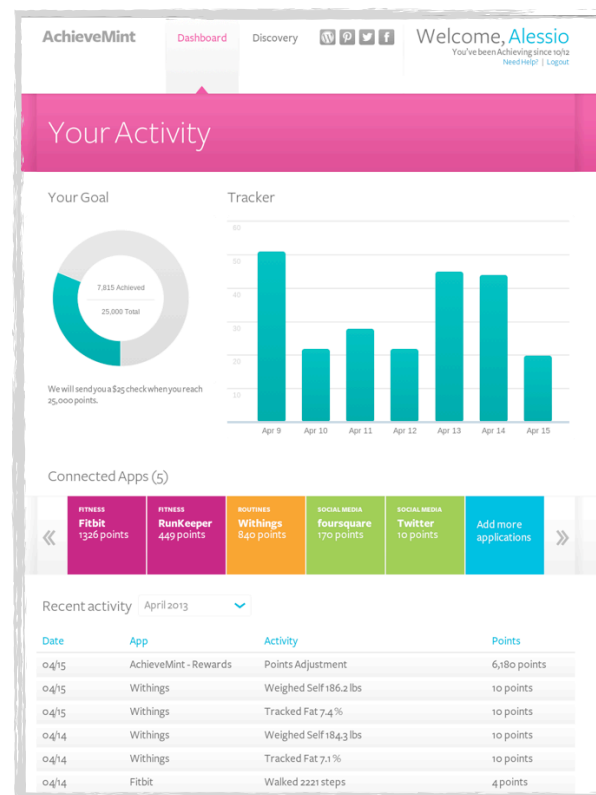 AchieveMint
Dashboard
Discovery
Welcome, Alessio
You've been Achieving since 10/12
Need Help? | Logout
Your Activity
Your Goal
7,815 Achieved
25,000 Total
We will send you a $25 check when you reach
25,000 points.
Tracker
60
50
40
30
20
10
Apr 9 Apr 10 Apr 11 Apr 12 Apr 13 Apr 14 Apr 15
Connected Apps (5)
FITNESS
Fitbit
1326 points
FITNESS
RunKeeper
449 points
ROUTINES
Withings
840 points
SOCIAL MEDIA
foursquare
170 points
SOCIAL MEDIA
Twitter
10 points
Add more
applications
Recent activity April 2013
Date App Activity Points
04/15 AchieveMint - Rewards Points Adjustment 6,180 points
04/15 Withings Weighed Self 186.2 lbs 10 points
04/15 Withings Tracked Fat 7.4 % 10 points
04/14 Withings Weighed Self 184.3 lbs 10 points
04/14 Withings Tracked Fat 7.1 % 10 points
04/14 Fitbit Walked 2221 steps 4 points